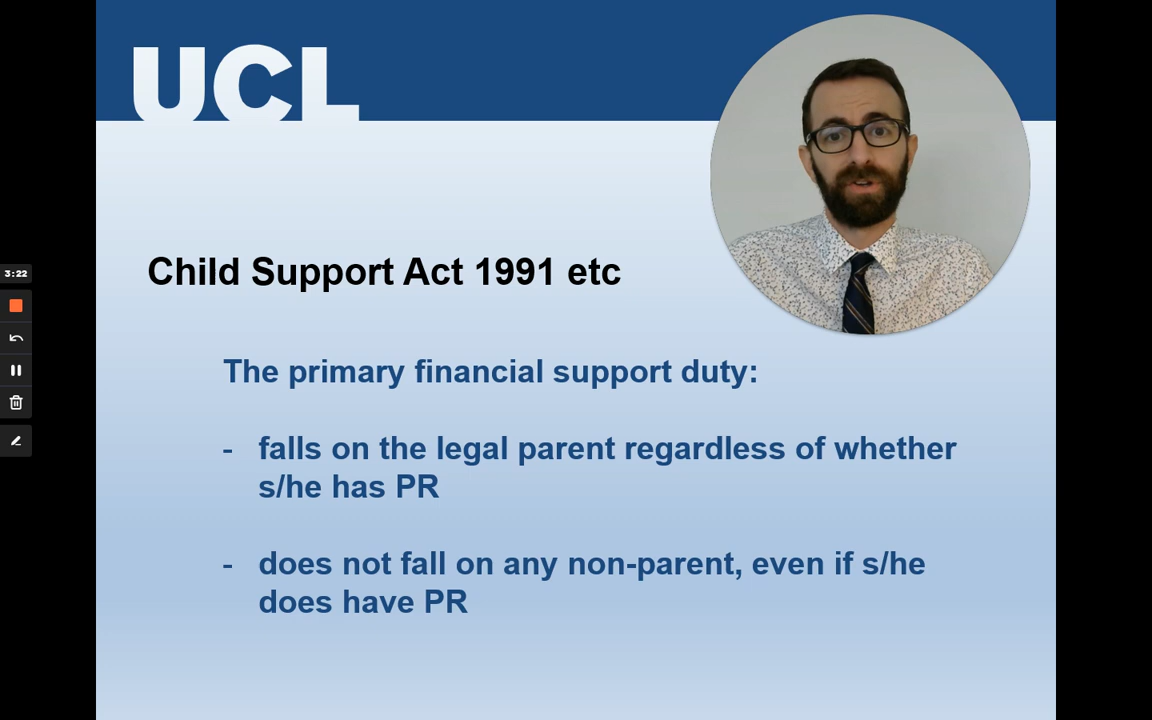 UCL
Child Support Act 1991 etc
3:22
The primary financial support duty:
- falls on the legal parent regardless of whether
s/he has PR
- does not fall on any non-parent, even if s/he
does have PR